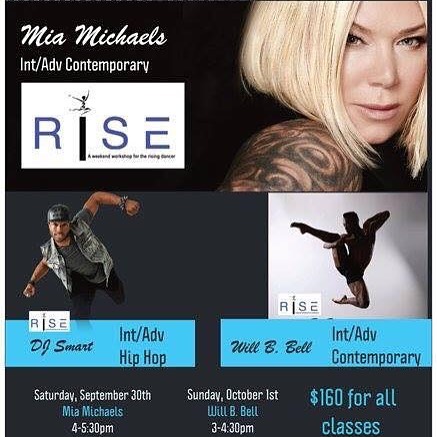 Mia Michaels
Int/Adv Contemporary
RISE
A weekend workshop for the rising dancer
RISE
DJ Smart
Int/Adv
Hip Hop
RISE
Will B. Bell
Int/Adv
Contemporary
Saturday, September 30th
Mia Michaels
4-5:30pm
Sunday, October 1st
Will B. Bell
3-4:30pm
$160 for all
classes